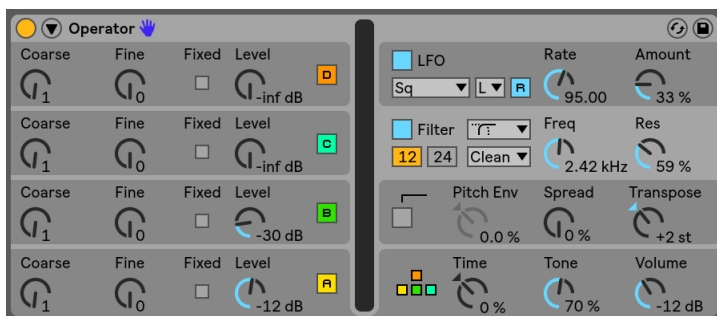 Operator
Coarse Fine Fixed Level
1 0 -inf dB D
Coarse Fine Fixed Level
1 0 -inf dB C
Coarse Fine Fixed Level
1 0 -30 dB B
Coarse Fine Fixed Level
1 0 -12 dB A
LFO Rate Amount
Sq L R 95.00 33 %
Filter Freq Res
12 24 Clean 2.42 kHz 59 %
Pitch Env Spread Transpose
0.0 % 0 % +2 st
Time Tone Volume
0 % 70 % -12 dB